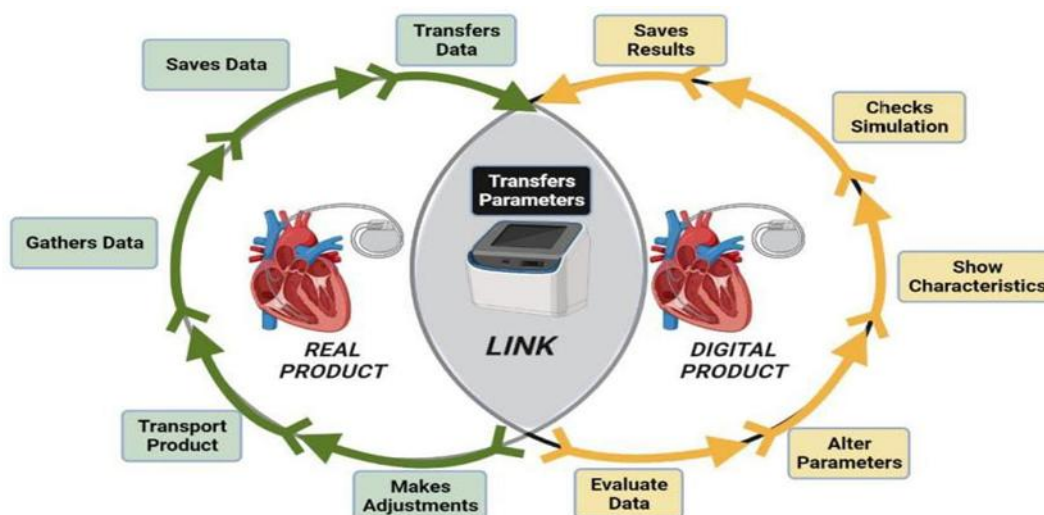 Transfers
Data
Saves
Results
Saves Data
Checks
Simulation
Transfers
Parameters
Gathers Data
Show
Characteristics
REAL
PRODUCT
LINK
DIGITAL
PRODUCT
Transport
Product
Alter
Parameters
Makes
Adjustments
Evaluate
Data